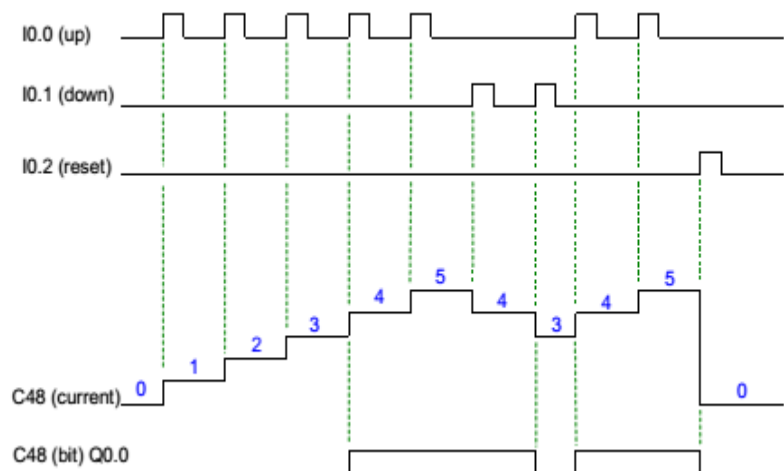 I0.0 (up)
I0.1 (down)
I0.2 (reset)
5
5
4
4
4
3
3
2
1
0
0
C48 (current)
C48 (bit) Q0.0